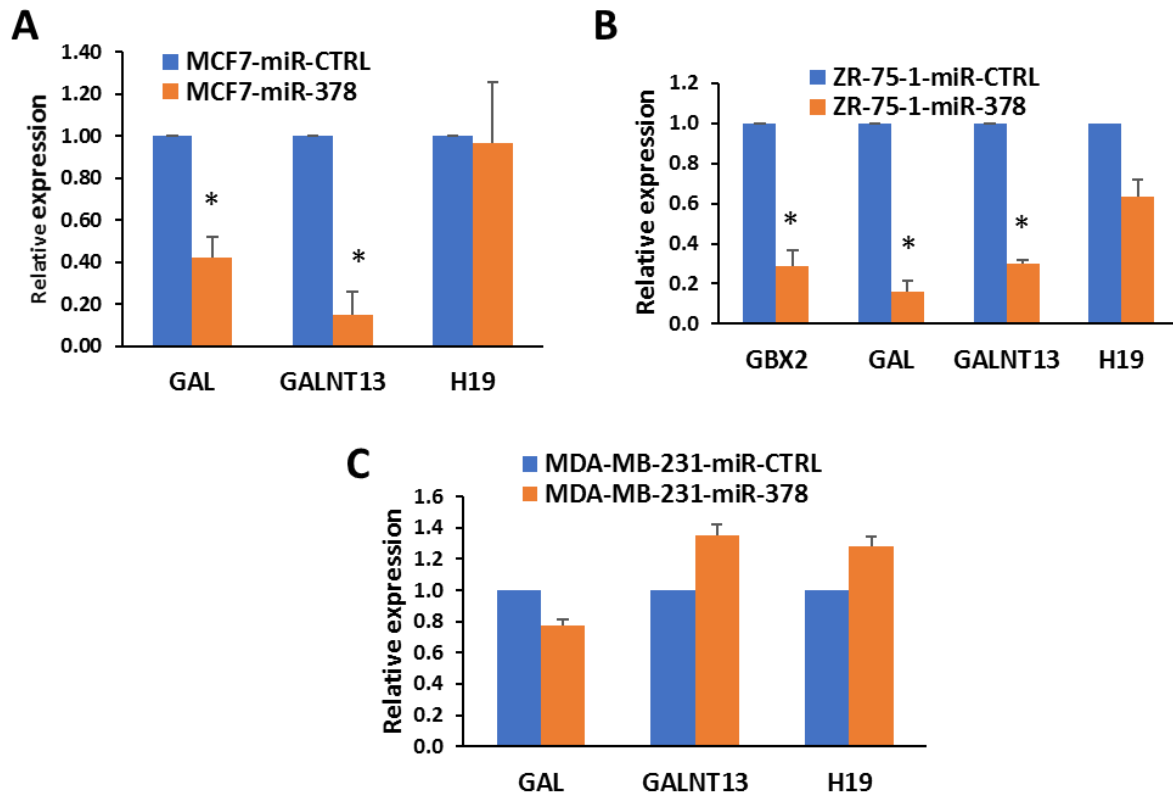 A
MCF7-miR-CTRL
MCF7-miR-378
Relative expression
1.40
1.20
1.00
0.80
0.60
0.40
0.20
0.00
*
*
GAL GALNT13 H19
B
ZR-75-1-miR-CTRL
ZR-75-1-miR-378
Relative expression
1.2
1.0
0.8
0.6
0.4
0.2
0.0
*
*
*
GBX2 GAL GALNT13 H19
C
MDA-MB-231-miR-CTRL
MDA-MB-231-miR-378
Relative expression
1.6
1.4
1.2
1.0
0.8
0.6
0.4
0.2
0.0
GAL GALNT13 H19